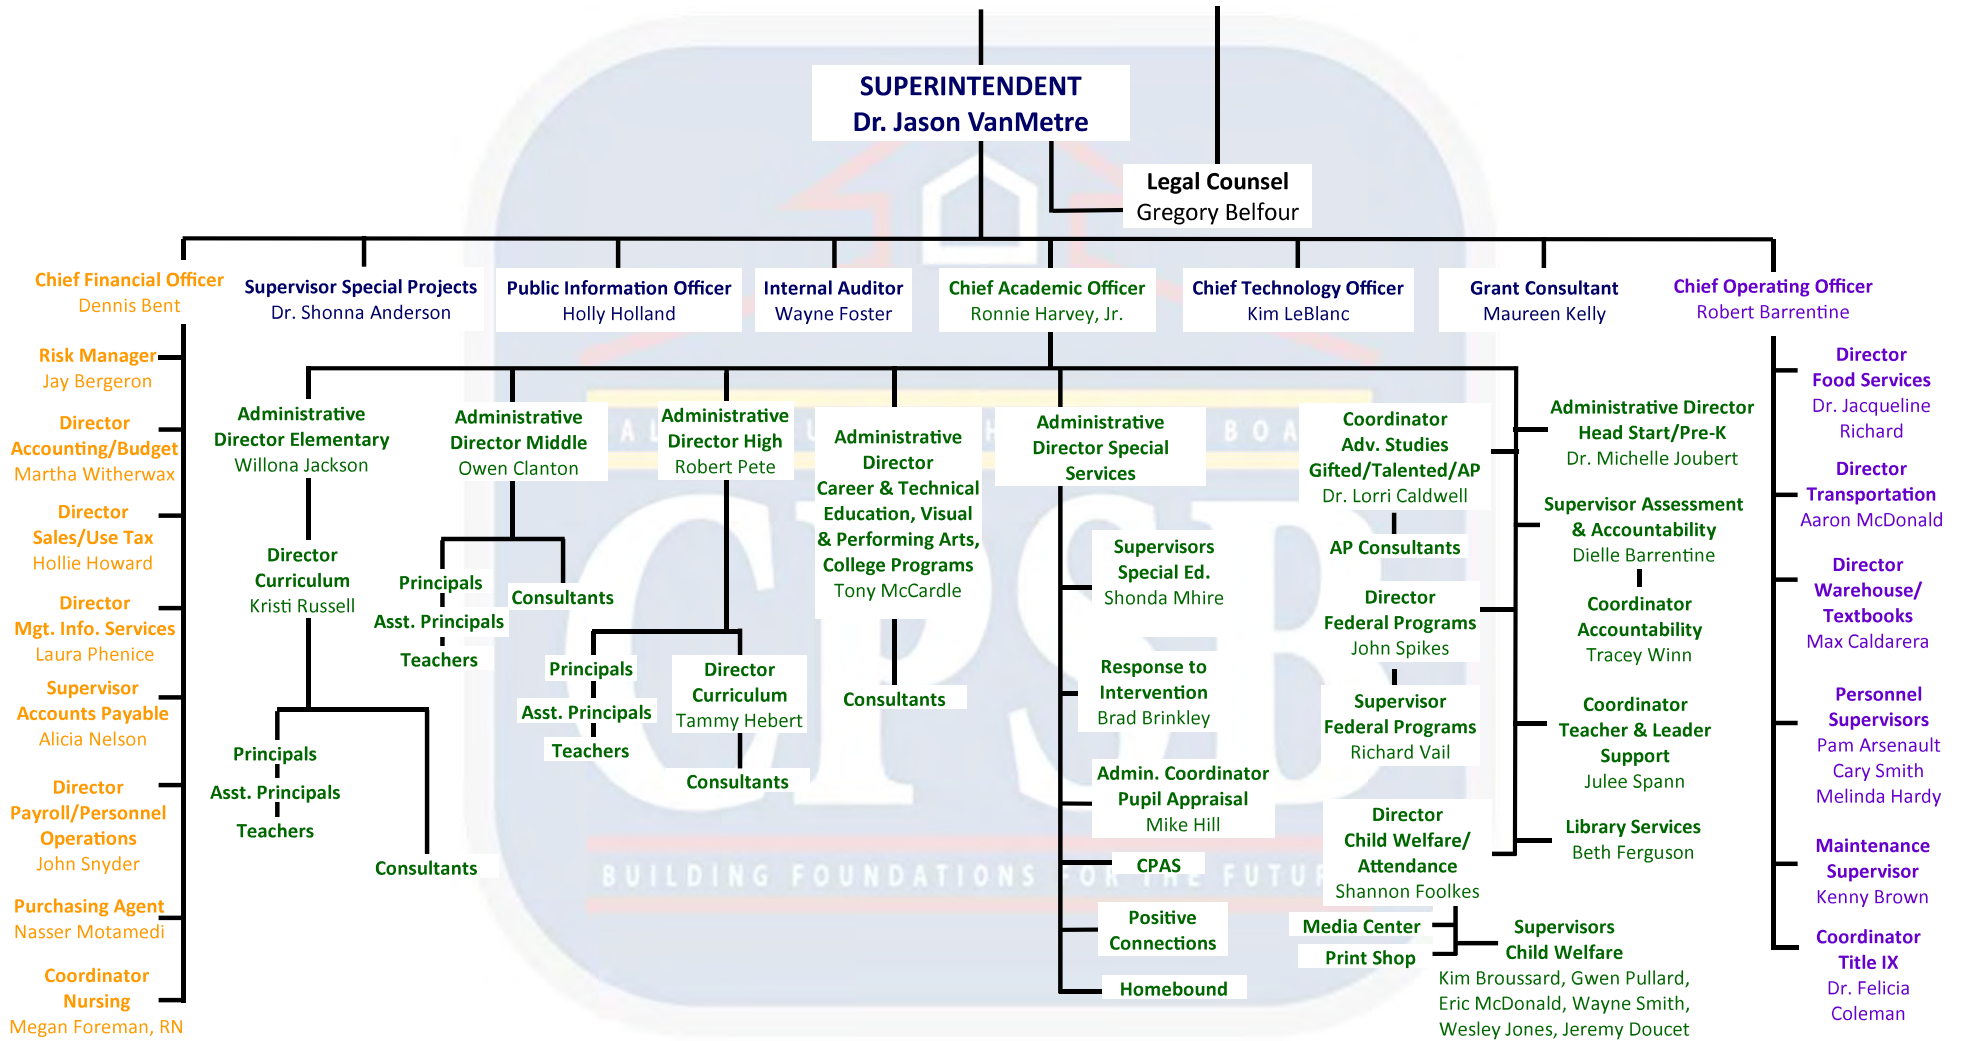 SUPERINTENDENT
Dr. Jason VanMetre
Legal Counsel
Gregory Belfour
Chief Financial Officer
Dennis Bent
Supervisor Special Projects
Dr. Shonna Anderson
Public Information Officer
Holly Holland
Internal Auditor
Wayne Foster
Chief Academic Officer
Ronnie Harvey, Jr.
Chief Technology Officer
Kim LeBlanc
Grant Consultant
Maureen Kelly
Chief Operating Officer
Robert Barrentine
Risk Manager
Jay Bergeron
Director
Accounting/Budget
Martha Witherwax
Director
Sales/Use Tax
Hollie Howard
Director
Mgt. Info. Services
Laura Phenice
Supervisor
Accounts Payable
Alicia Nelson
Director
Payroll/Personnel
Operations
John Snyder
Purchasing Agent
Nasser Motamedi
Coordinator
Nursing
Megan Foreman, RN
Administrative
Director Elementary
Willona Jackson
Director
Curriculum
Kristi Russell
Principals
Asst. Principals
Teachers
Consultants
Administrative
Director Middle
Owen Clanton
Principals
Asst. Principals
Teachers
Consultants
Administrative
Director High
Robert Pete
Principals
Asst. Principals
Teachers
Director
Curriculum
Tammy Hebert
Consultants
Administrative
Director
Career & Technical
Education, Visual
& Performing Arts,
College Programs
Tony McCardle
Consultants
Administrative
Director Special
Services
Supervisors
Special Ed.
Shonda Mhire
Response to
Intervention
Brad Brinkley
Admin. Coordinator
Pupil Appraisal
Mike Hill
CPAS
Positive
Connections
Homebound
Coordinator
Adv. Studies
Gifted/Talented/AP
Dr. Lorri Caldwell
AP Consultants
Director
Federal Programs
John Spikes
Supervisor
Federal Programs
Richard Vail
Director
Child Welfare/
Attendance
Shannon Foolkes
Media Center
Print Shop
Supervisors
Child Welfare
Kim Broussard, Gwen Pullard,
Eric McDonald, Wayne Smith,
Wesley Jones, Jeremy Doucet
Administrative Director
Head Start/Pre-K
Dr. Michelle Joubert
Supervisor Assessment
& Accountability
Dielle Barrentine
Coordinator
Accountability
Tracey Winn
Coordinator
Teacher & Leader
Support
Julee Spann
Library Services
Beth Ferguson
Director
Food Services
Dr. Jacqueline
Richard
Director
Transportation
Aaron McDonald
Director
Warehouse/
Textbooks
Max Caldarera
Personnel
Supervisors
Pam Arsenault
Cary Smith
Melinda Hardy
Maintenance
Supervisor
Kenny Brown
Coordinator
Title IX
Dr. Felicia
Coleman
CPSB
BUILDING FOUNDATIONS FOR THE FUTUR